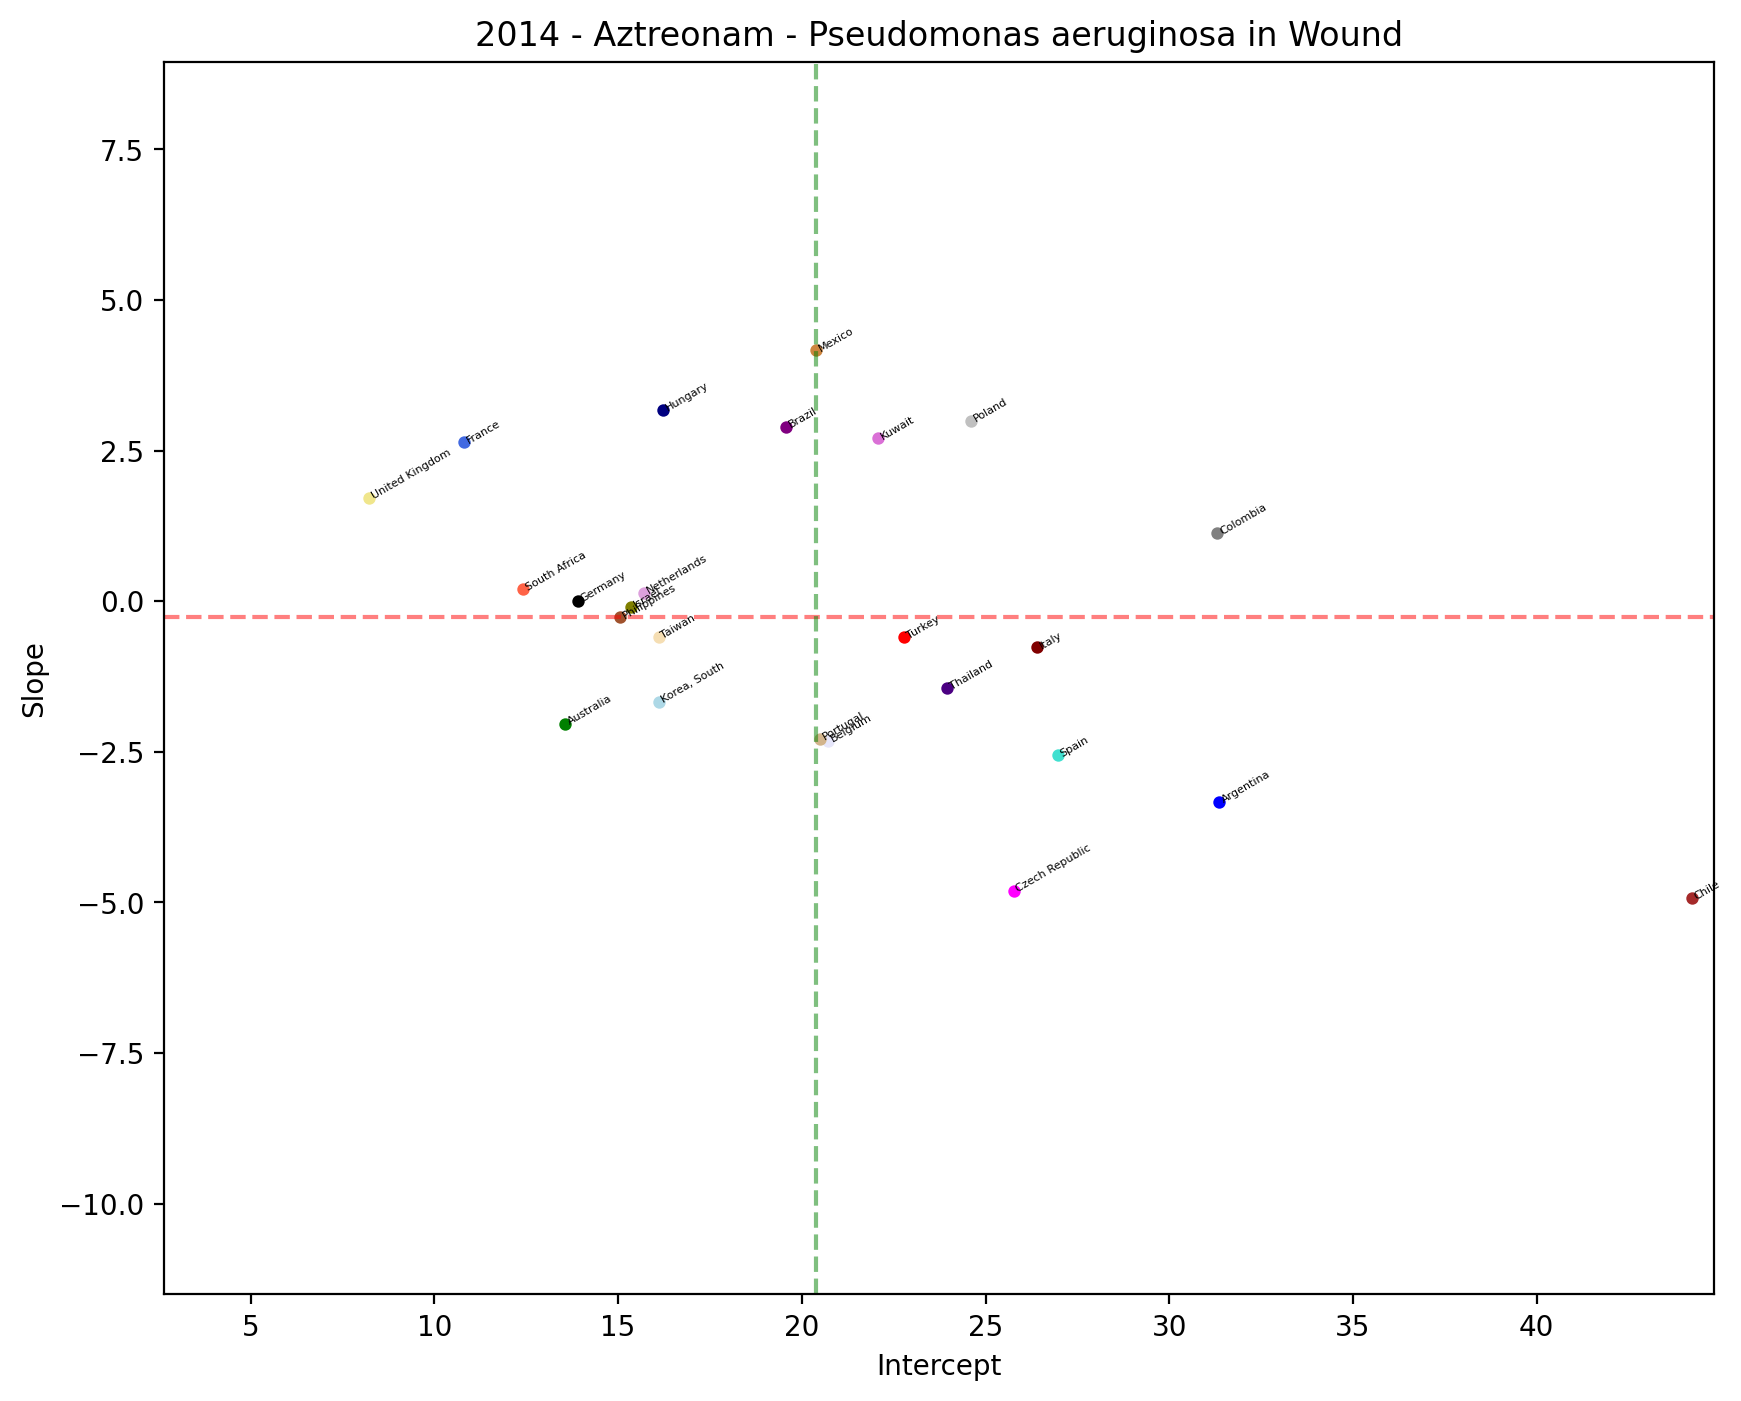 2014 - Aztreonam - Pseudomonas aeruginosa in Wound
7.5
5.0
2.5
0.0
−2.5
−5.0
−7.5
−10.0
Slope
Mexico
Hungary
Brazil
Poland
Kuwait
France
United Kingdom
Colombia
South Africa
Germany
Netherlands
Israel
Philippines
Taiwan
Turkey
Italy
Thailand
Korea, South
Australia
Portugal
Belgium
Spain
Argentina
Czech Republic
Chile
5
10
15
20
25
30
35
40
Intercept